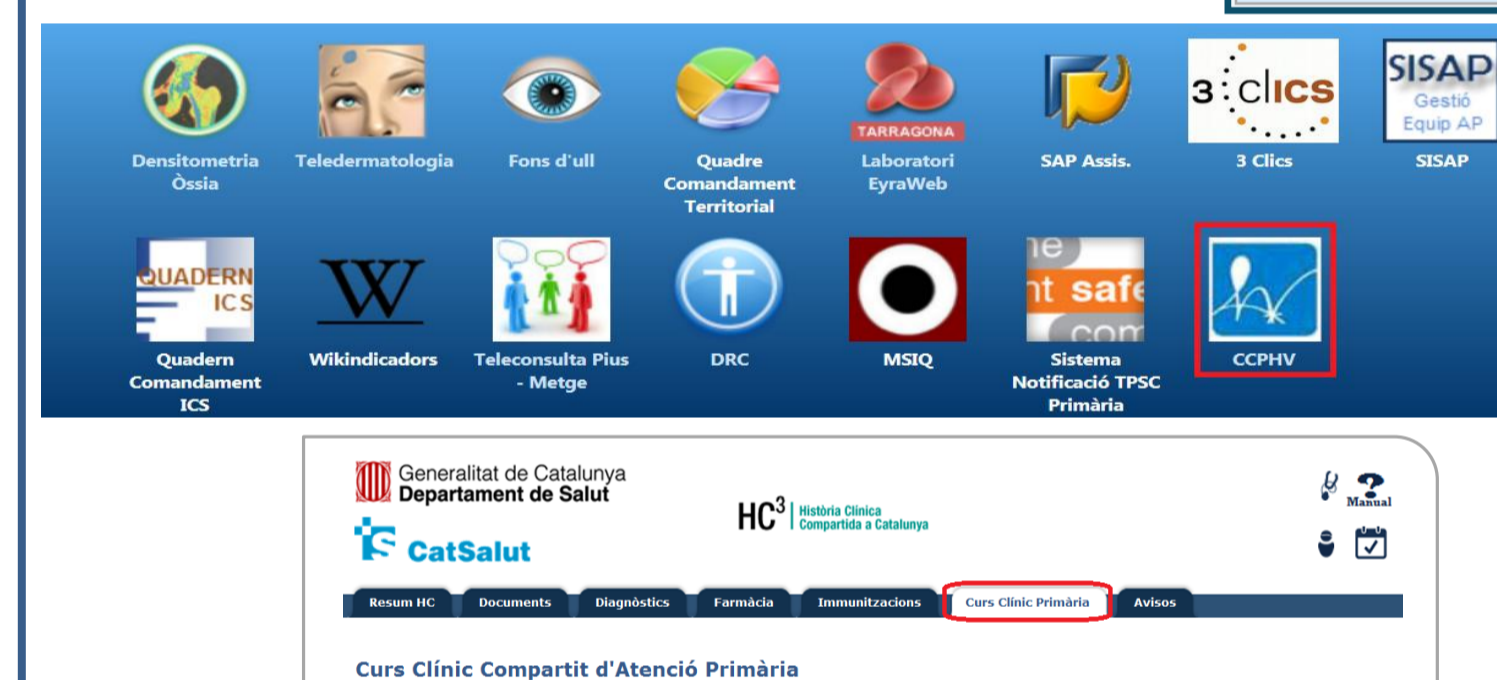 TARRAGONA
3 clics
SISAP
Gestió
Equip AP
Densitometria
Òssia
Teledermatologia
Fons d'ull
Quadre
Comandament
Territorial
Laboratori
EyraWeb
SAP Assis.
3 Clics
SISAP
QUADERN
ICS
W
safe
com
Quadern
Comandament
ICS
Wikindicadors
Teleconsulta Pius
- Metge
DRC
MSIQ
Sistema
Notificació TPSC
Primària
CCPHV
Generalitat de Catalunya
Departament de Salut
CatSalut
HC³
Història Clínica
Compartida a Catalunya
Manual
Resum HC
Documents
Diagnòstics
Farmàcia
Immunitzacions
Curs Clínic Primària
Avisos
Curs Clínic Compartit d'Atenció Primària